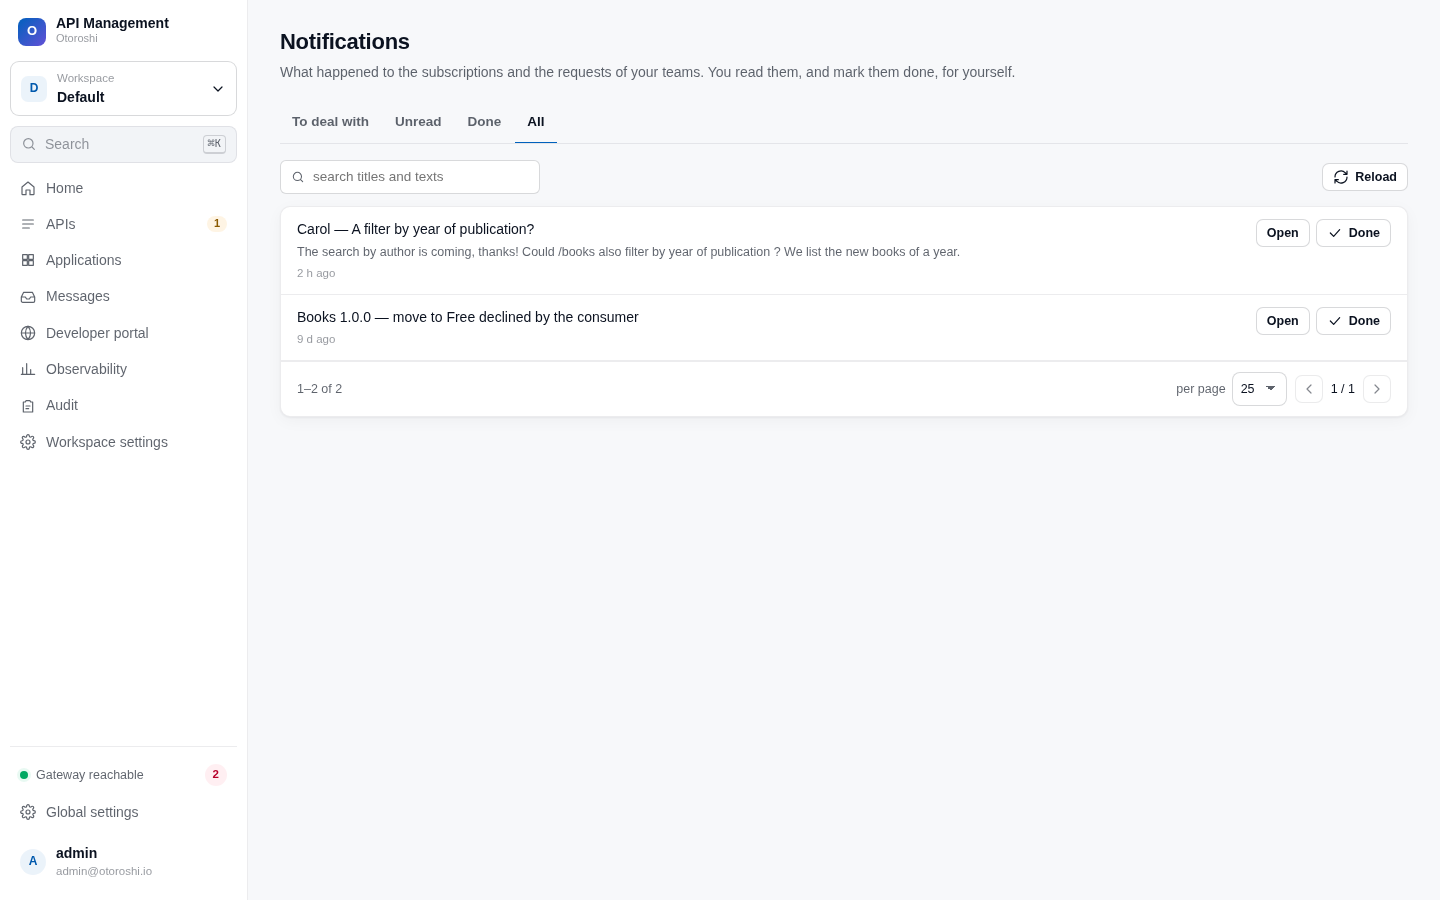 O
API Management
Otoroshi
D
Workspace
Default
Search
⌘K
Home
APIs
1
Applications
Messages
Developer portal
Observability
Audit
Workspace settings
Gateway reachable
2
Global settings
A
admin
admin@otoroshi.io
Notifications
What happened to the subscriptions and the requests of your teams. You read them, and mark them done, for yourself.
To deal with
Unread
Done
All
search titles and texts
Reload
Carol — A filter by year of publication?
The search by author is coming, thanks! Could /books also filter by year of publication ? We list the new books of a year.
2 h ago
Open
Done
Books 1.0.0 — move to Free declined by the consumer
9 d ago
Open
Done
1–2 of 2
per page
25
1 / 1